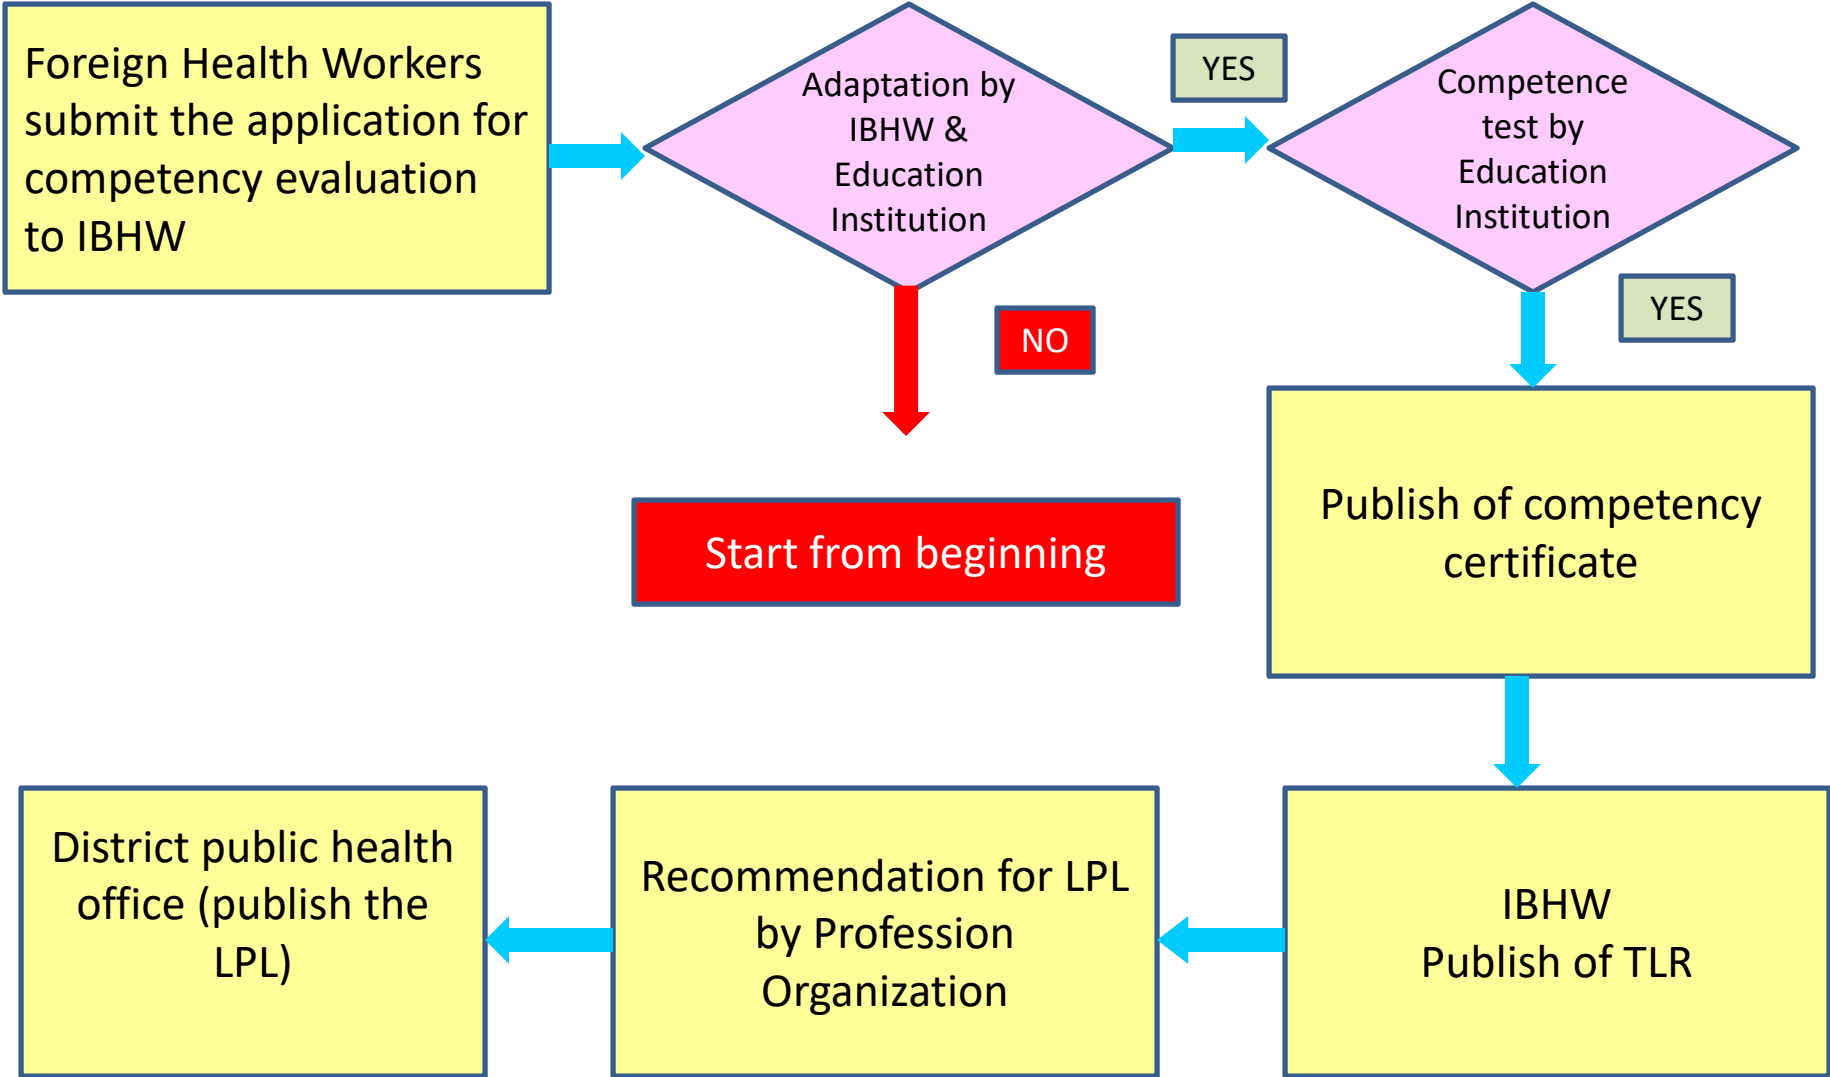 Foreign Health Workers
submit the application for
competency evaluation
to IBHW
Adaptation by
IBHW &
Education
Institution
YES
Competence
test by
Education
Institution
NO
YES
Start from beginning
Publish of competency
certificate
IBHW
Publish of TLR
Recommendation for LPL
by Profession
Organization
District public health
office (publish the
LPL)